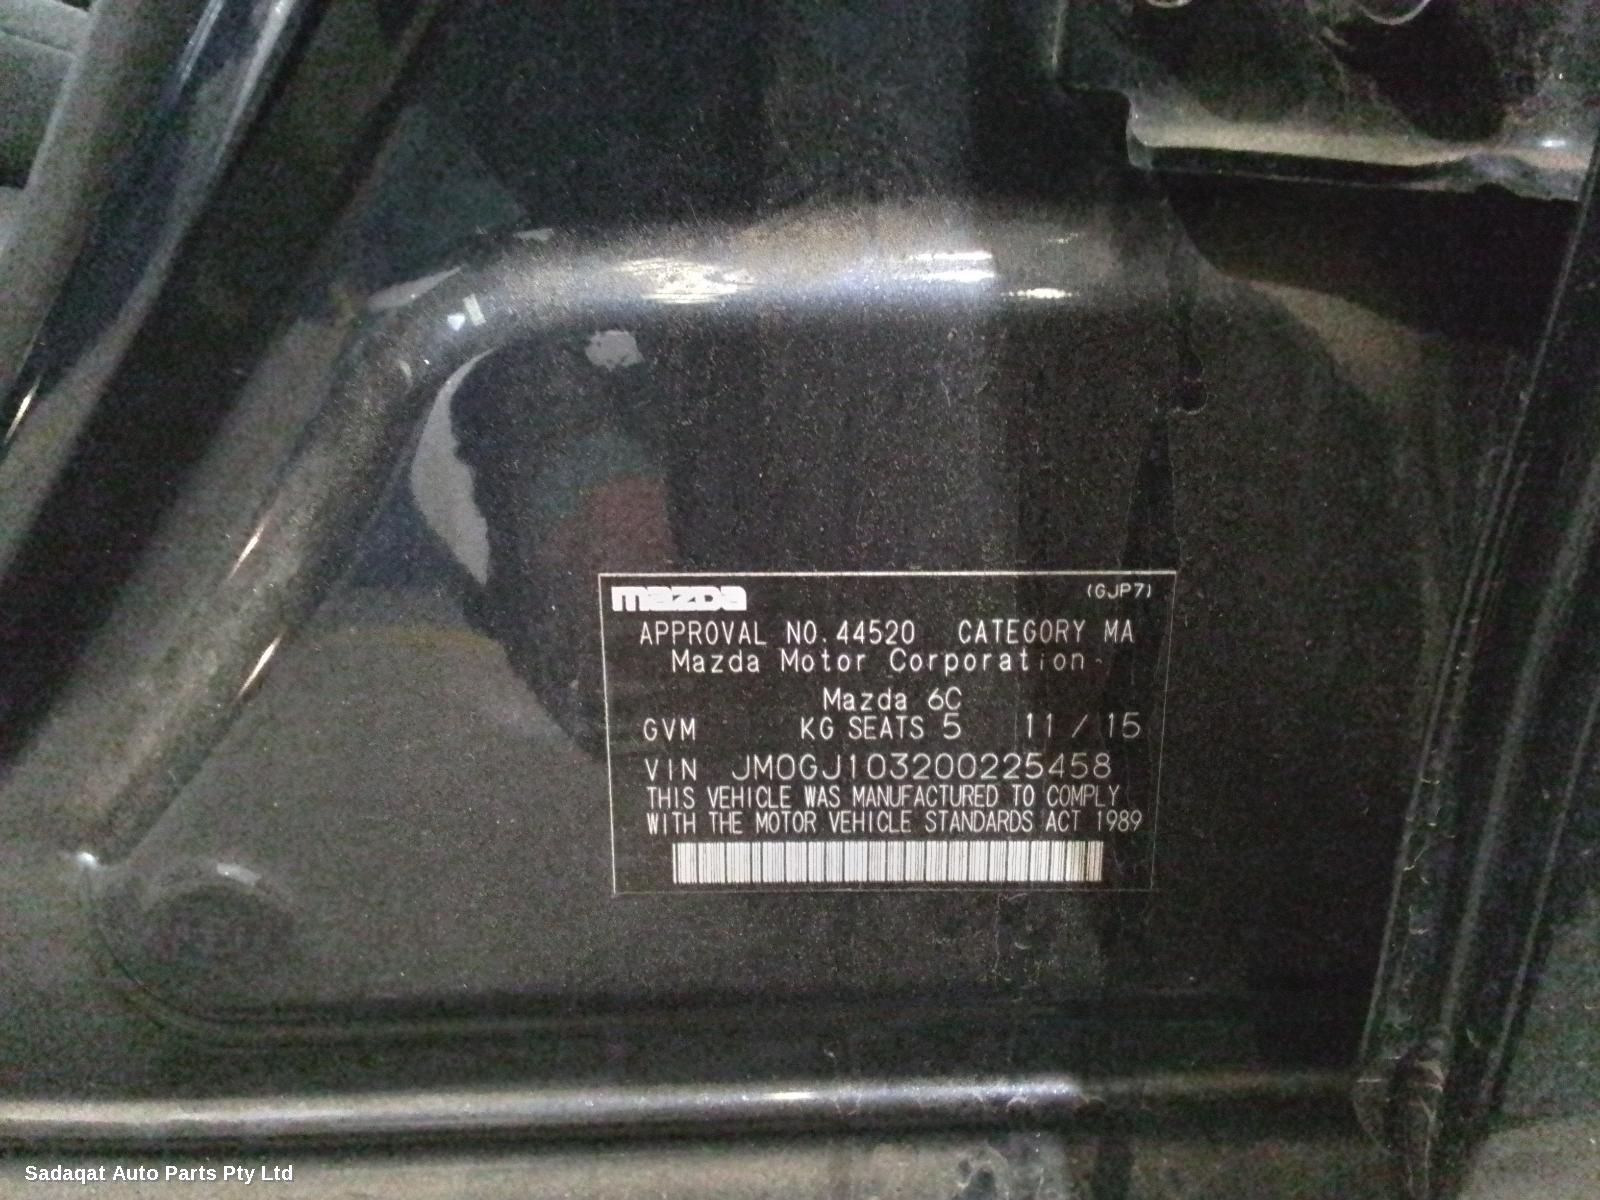 mazda (GJP7)
APPROVAL NO. 44520 CATEGORY MA
Mazda Motor Corporation
Mazda 6C
GVM KG SEATS 5 11 / 15
VIN JM0GJ103200225458
THIS VEHICLE WAS MANUFACTURED TO COMPLY
WITH THE MOTOR VEHICLE STANDARDS ACT 1989
Sadaqat Auto Parts Pty Ltd